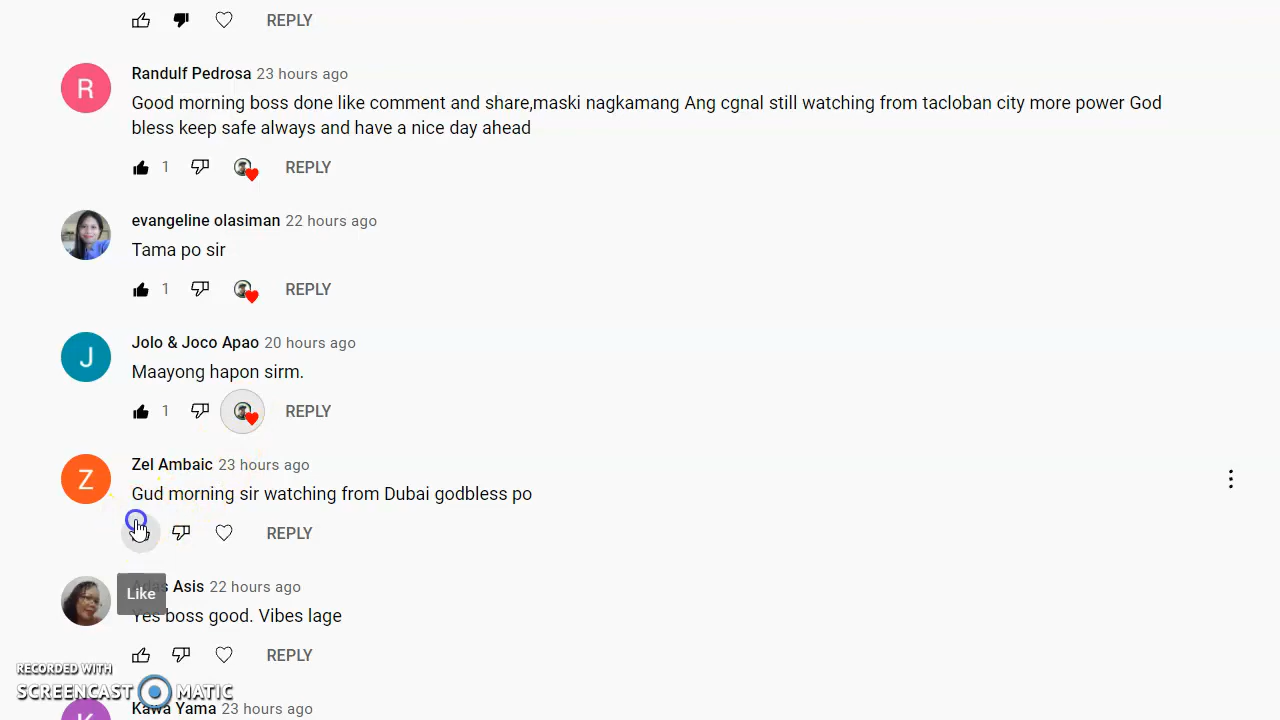 REPLY
R
Randulf Pedrosa 23 hours ago
Good morning boss done like comment and share,maski nagkamang Ang cgnal still watching from tacloban city more power God
bless keep safe always and have a nice day ahead
1 REPLY
evangeline olasiman 22 hours ago
Tama po sir
1 REPLY
J
Jolo & Joco Apao 20 hours ago
Maayong hapon sirm.
1 REPLY
Z
Zel Ambaic 23 hours ago
Gud morning sir watching from Dubai godbless po
REPLY
Asis 22 hours ago
Like
Yes boss good. Vibes lage
REPLY
RECORDED WITH
SCREENCAST MATIC
Kawa Yama 23 hours ago